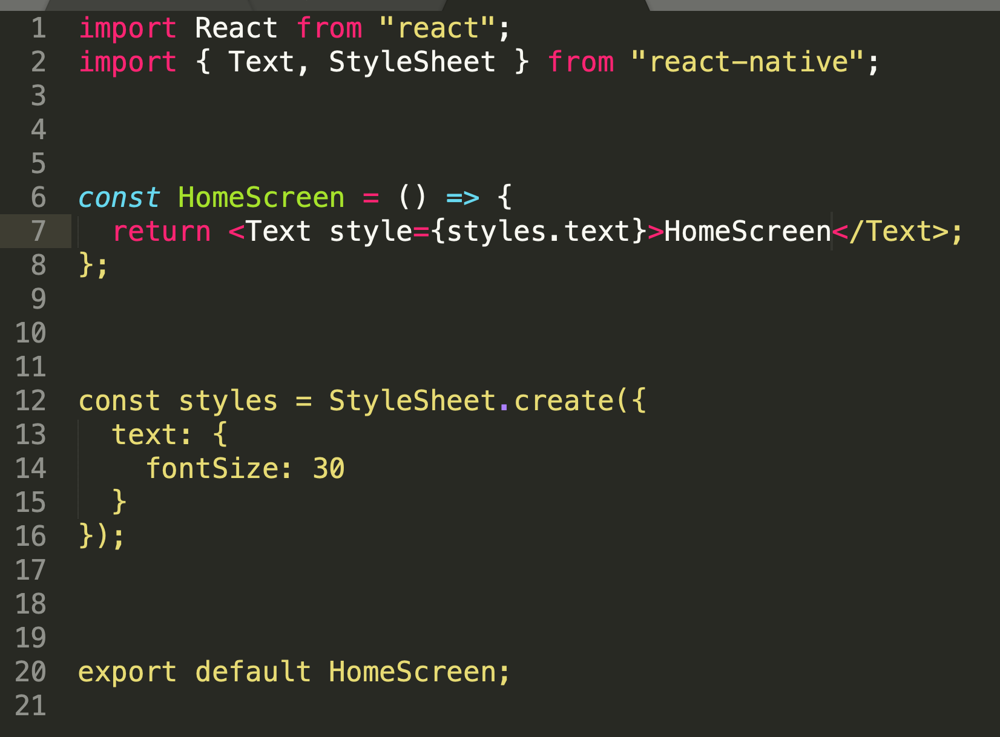 1 import React from "react";
2 import { Text, StyleSheet } from "react-native";
3
4
5
6 const HomeScreen = () => {
7   return <Text style={styles.text}>HomeScreen</Text>;
8 };
9
10
11
12 const styles = StyleSheet.create({
13   text: {
14     fontSize: 30
15   }
16 });
17
18
19
20 export default HomeScreen;
21